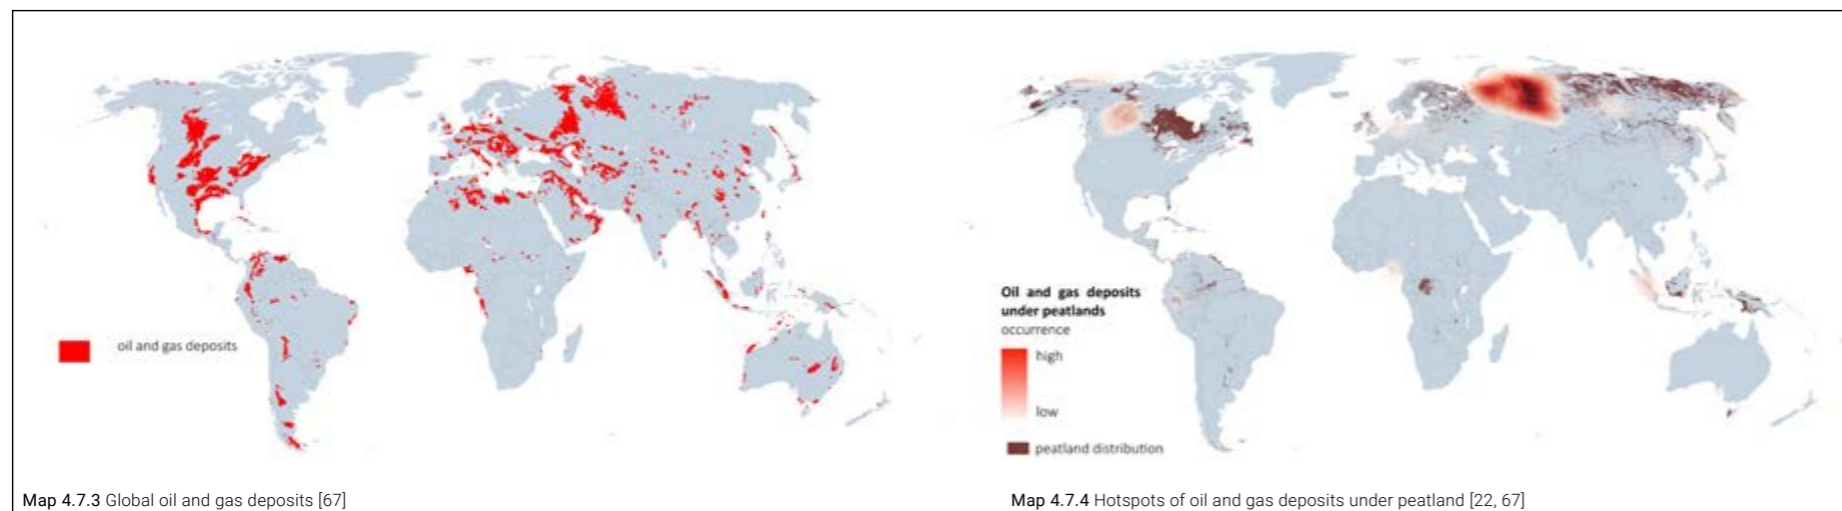 oil and gas deposits
Map 4.7.3 Global oil and gas deposits [67]
Oil and gas deposits
under peatlands
occurrence
high
low
peatland distribution
Map 4.7.4 Hotspots of oil and gas deposits under peatland [22, 67]